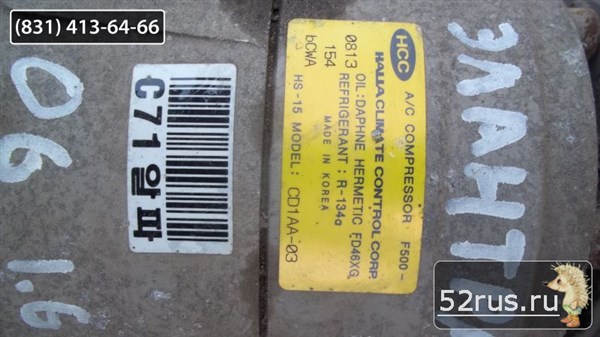 (831) 413-64-66
HCC A/C COMPRESSOR F500-
HALLA CLIMATE CONTROL CORP.
0813 OIL:DAPHNE HERMETIC FD46XG
REFRIGERANT : R-134a
154 MADE IN KOREA
bCWA HS-15 MODEL: CD1AA-03
C71 알파
06
1.6
52rus.ru